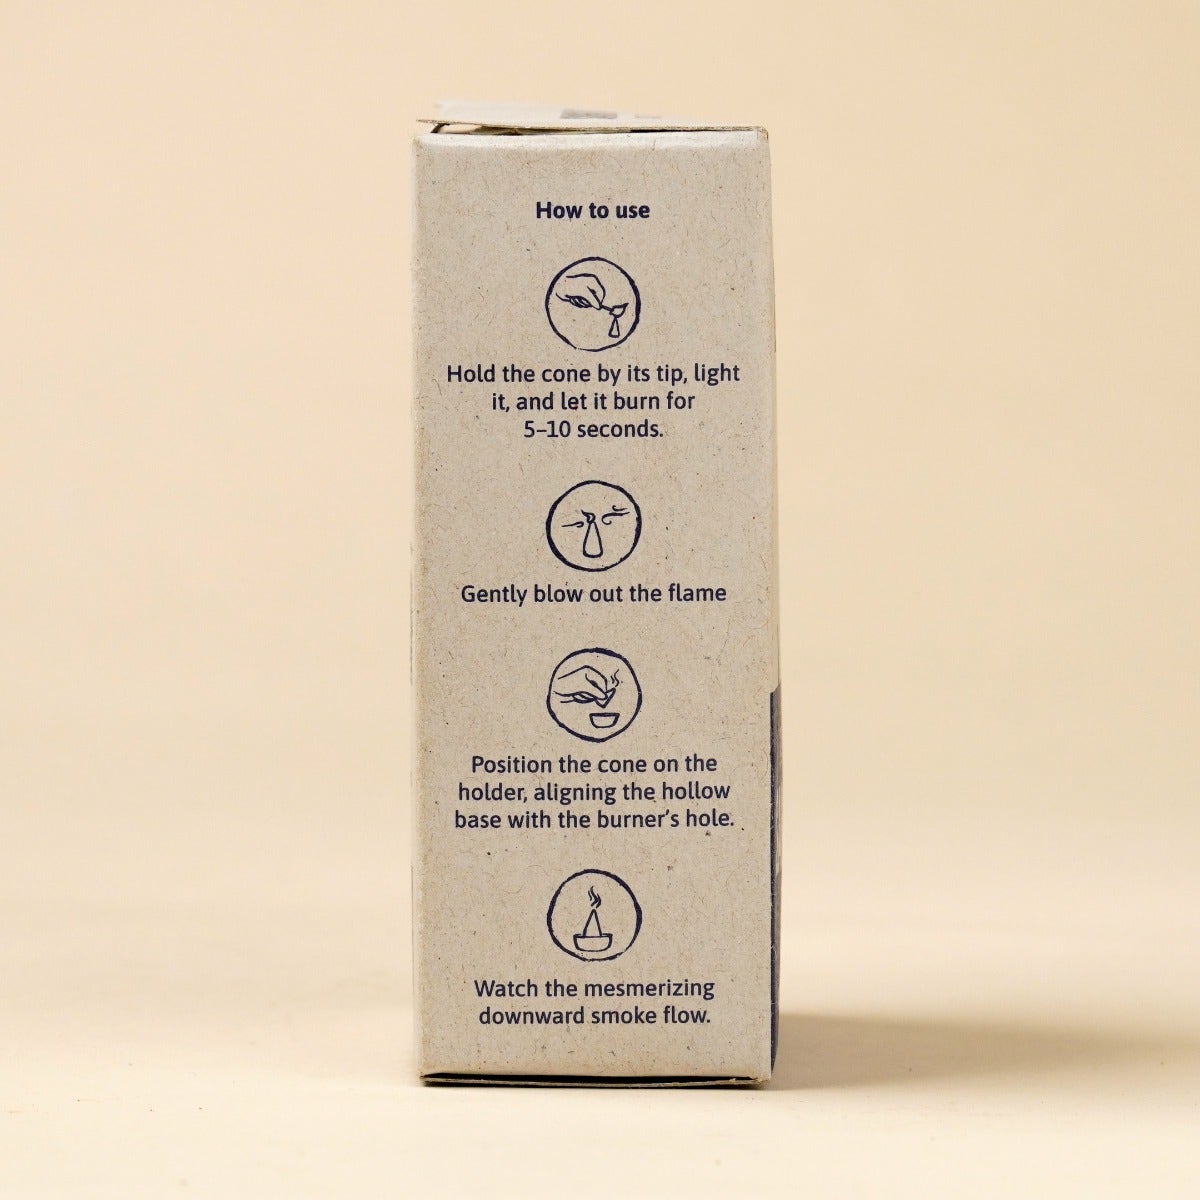 How to use
Hold the cone by its tip, light
it, and let it burn for
5–10 seconds.
Gently blow out the flame
Position the cone on the
holder, aligning the hollow
base with the burner's hole.
Watch the mesmerizing
downward smoke flow.